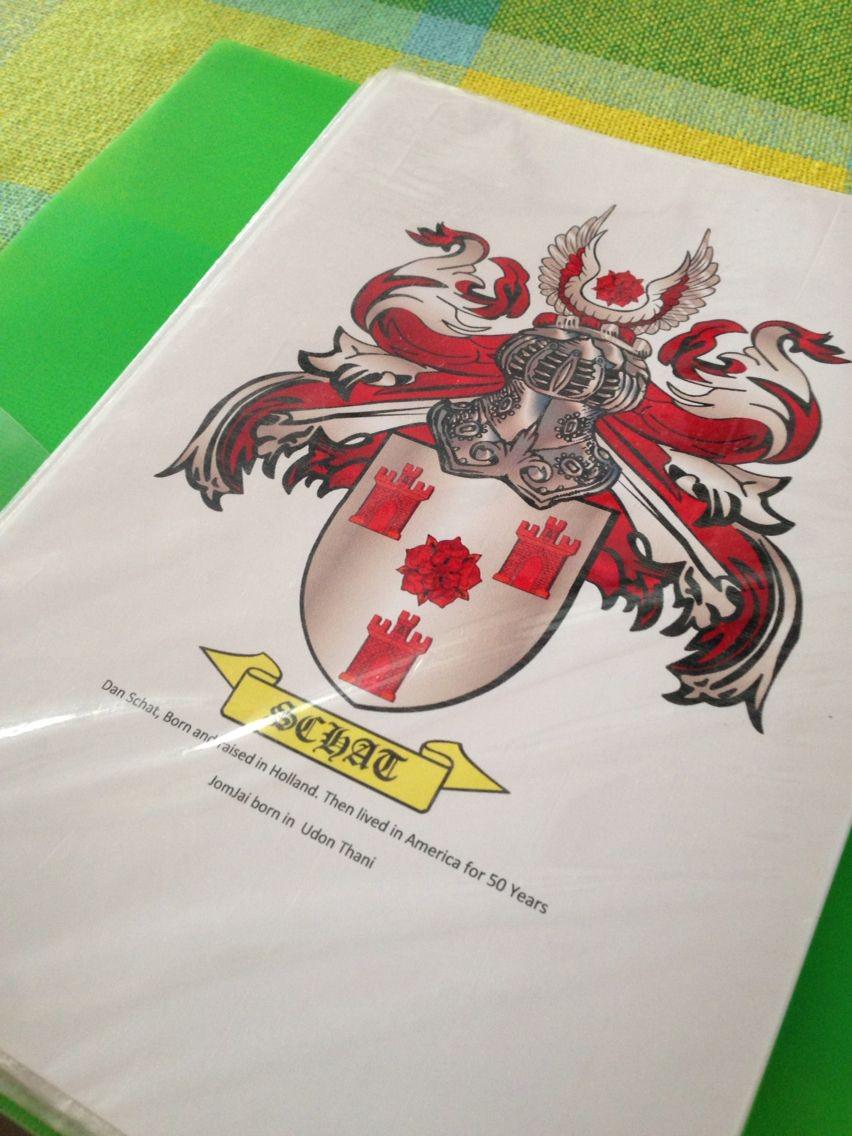 SCHAT
Dan Schat, Born and raised in Holland. Then lived in America for 50 Years
JomJai born in Udon Thani